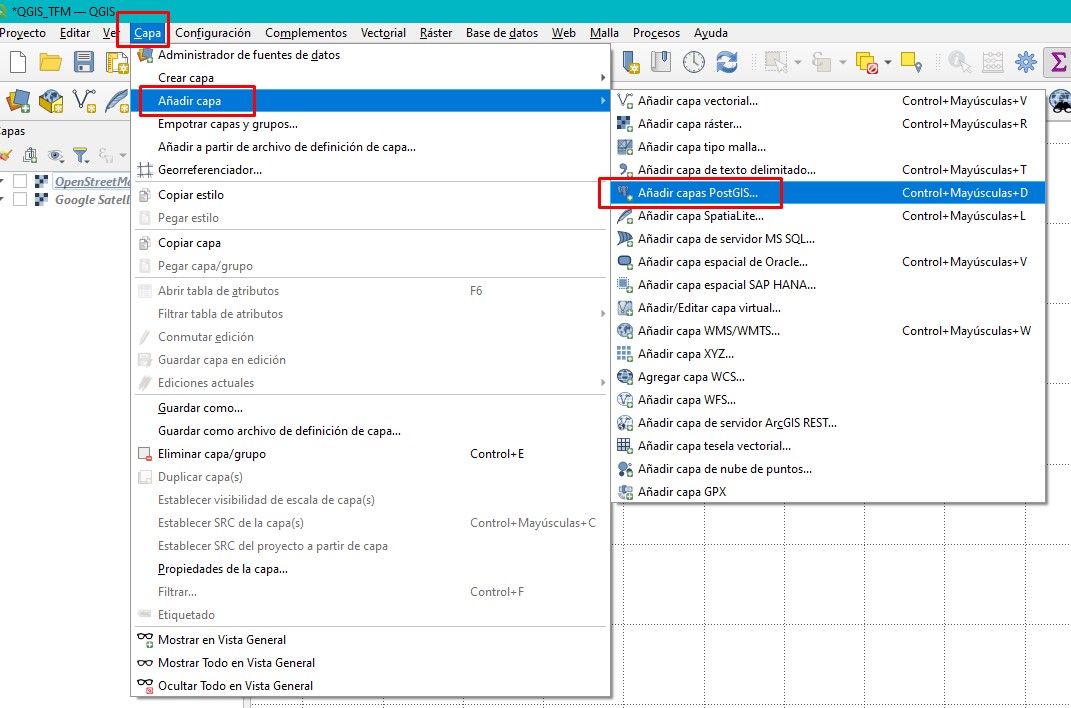 *QGIS_TFM — QGIS
Proyecto Editar Ver Capa Configuración Complementos Vectorial Ráster Base de datos Web Malla Procesos Ayuda
Administrador de fuentes de datos
Crear capa
Añadir capa
Empotrar capas y grupos...
Añadir a partir de archivo de definición de capa...
Georreferenciador...
Copiar estilo
Pegar estilo
Copiar capa
Pegar capa/grupo
Abrir tabla de atributos F6
Filtrar tabla de atributos
Conmutar edición
Guardar capa en edición
Ediciones actuales
Guardar como...
Guardar como archivo de definición de capa...
Eliminar capa/grupo Control+E
Duplicar capa(s)
Establecer visibilidad de escala de capa(s)
Establecer SRC de la capa(s) Control+Mayúsculas+C
Establecer SRC del proyecto a partir de capa
Propiedades de la capa...
Filtrar... Control+F
Etiquetado
Mostrar en Vista General
Mostrar Todo en Vista General
Ocultar Todo en Vista General
Añadir capa vectorial... Control+Mayúsculas+V
Añadir capa ráster... Control+Mayúsculas+R
Añadir capa tipo malla...
Añadir capa de texto delimitado... Control+Mayúsculas+T
Añadir capas PostGIS... Control+Mayúsculas+D
Añadir capa SpatiaLite... Control+Mayúsculas+L
Añadir capa de servidor MS SQL...
Añadir capa espacial de Oracle... Control+Mayúsculas+V
Añadir capa espacial SAP HANA...
Añadir/Editar capa virtual...
Añadir capa WMS/WMTS... Control+Mayúsculas+W
Añadir capa XYZ...
Agregar capa WCS...
Añadir capa WFS...
Añadir capa de servidor ArcGIS REST...
Añadir capa tesela vectorial...
Añadir capa de nube de puntos...
Añadir capa GPX
apas
OpenStreetMa
Google Satell